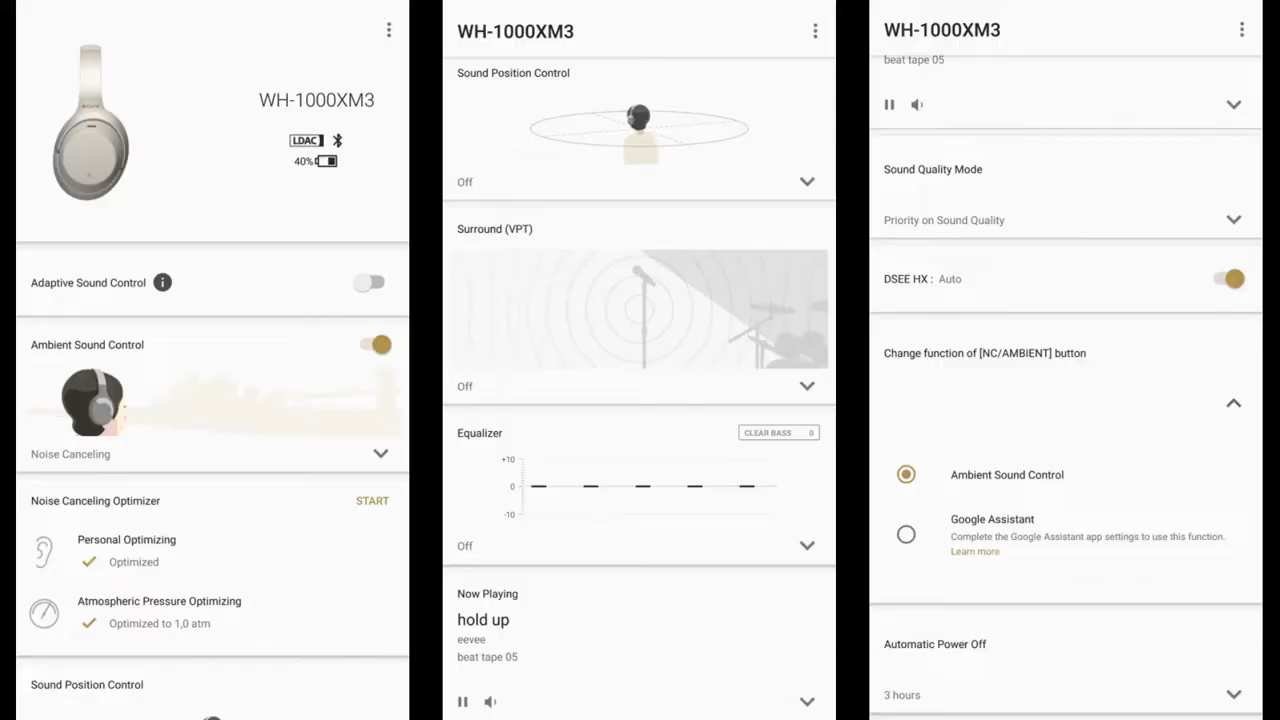 WH-1000XM3
LDAC
40%
Adaptive Sound Control
Ambient Sound Control
Noise Canceling
Noise Canceling Optimizer START
Personal Optimizing
Optimized
Atmospheric Pressure Optimizing
Optimized to 1,0 atm
Sound Position Control
WH-1000XM3
Sound Position Control
Off
Surround (VPT)
Off
Equalizer CLEAR BASS 0
+10
0
-10
Off
Now Playing
hold up
eevee
beat tape 05
WH-1000XM3
beat tape 05
Sound Quality Mode
Priority on Sound Quality
DSEE HX : Auto
Change function of [NC/AMBIENT] button
Ambient Sound Control
Google Assistant
Complete the Google Assistant app settings to use this function.
Learn more
Automatic Power Off
3 hours